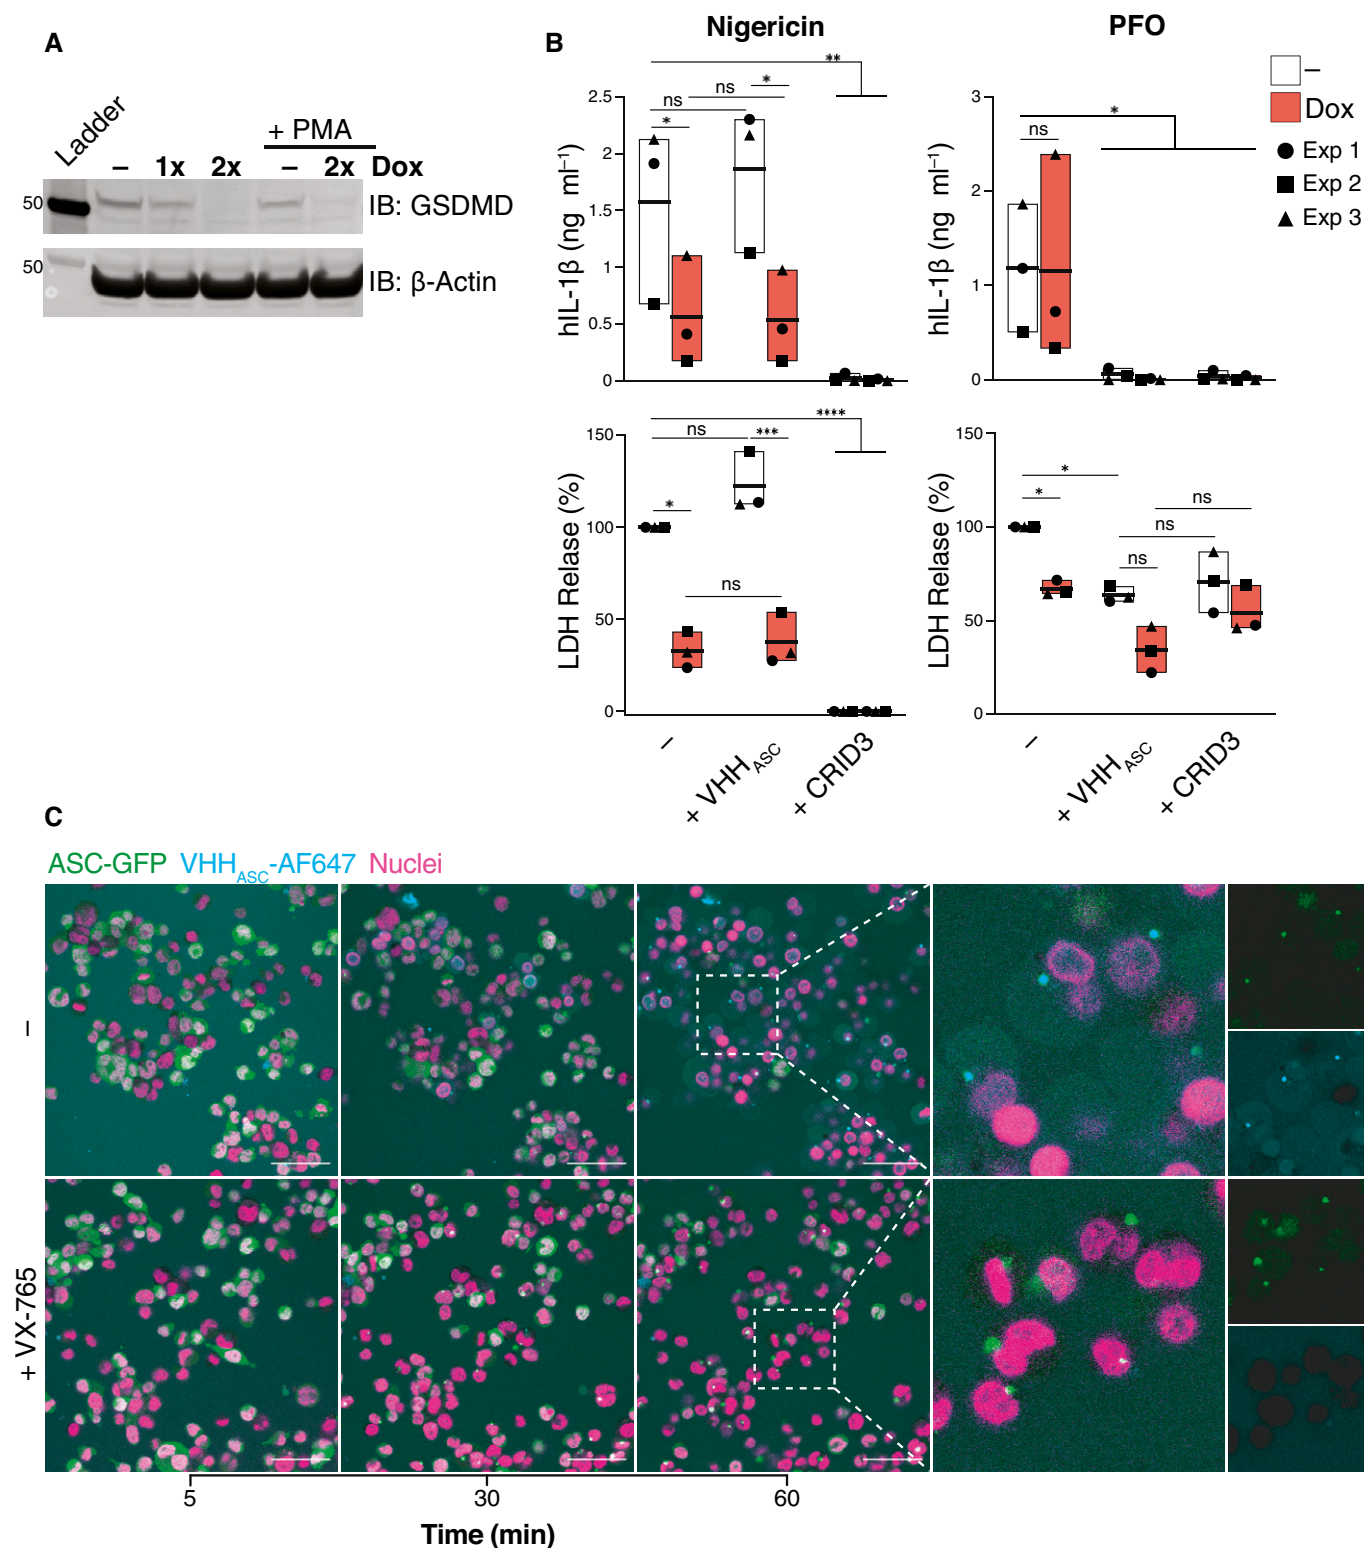 A
Ladder
+ PMA
– 1x 2x – 2x Dox
50
IB: GSDMD
50
IB: β-Actin
B
Nigericin
PFO
–
Dox
Exp 1
Exp 2
Exp 3
**
ns
*
ns
*
2.5
2
1.5
1
0.5
0
hIL-1β (ng ml⁻¹)
*
ns
3
2
1
0
hIL-1β (ng ml⁻¹)
****
ns
***
*
ns
150
100
50
0
LDH Relase (%)
*
*
ns
ns
ns
150
100
50
0
LDH Relase (%)
–
+ VHH_ASC
+ CRID3
–
+ VHH_ASC
+ CRID3
C
ASC-GFP VHH_ASC-AF647 Nuclei
–
+ VX-765
5 30 60
Time (min)